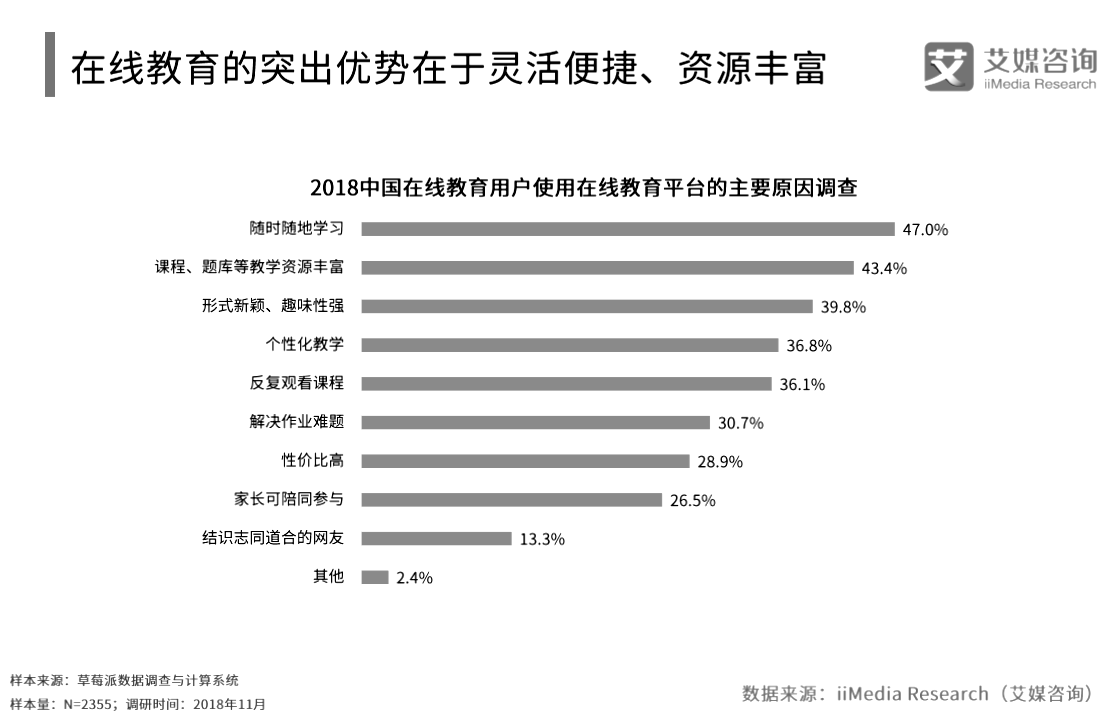 在线教育的突出优势在于灵活便捷、资源丰富
艾 艾媒咨询
iiMedia Research
2018中国在线教育用户使用在线教育平台的主要原因调查
随时随地学习 47.0%
课程、题库等教学资源丰富 43.4%
形式新颖、趣味性强 39.8%
个性化教学 36.8%
反复观看课程 36.1%
解决作业难题 30.7%
性价比高 28.9%
家长可陪同参与 26.5%
结识志同道合的网友 13.3%
其他 2.4%
样本来源：草莓派数据调查与计算系统
样本量：N=2355；调研时间：2018年11月
数据来源：iiMedia Research（艾媒咨询）